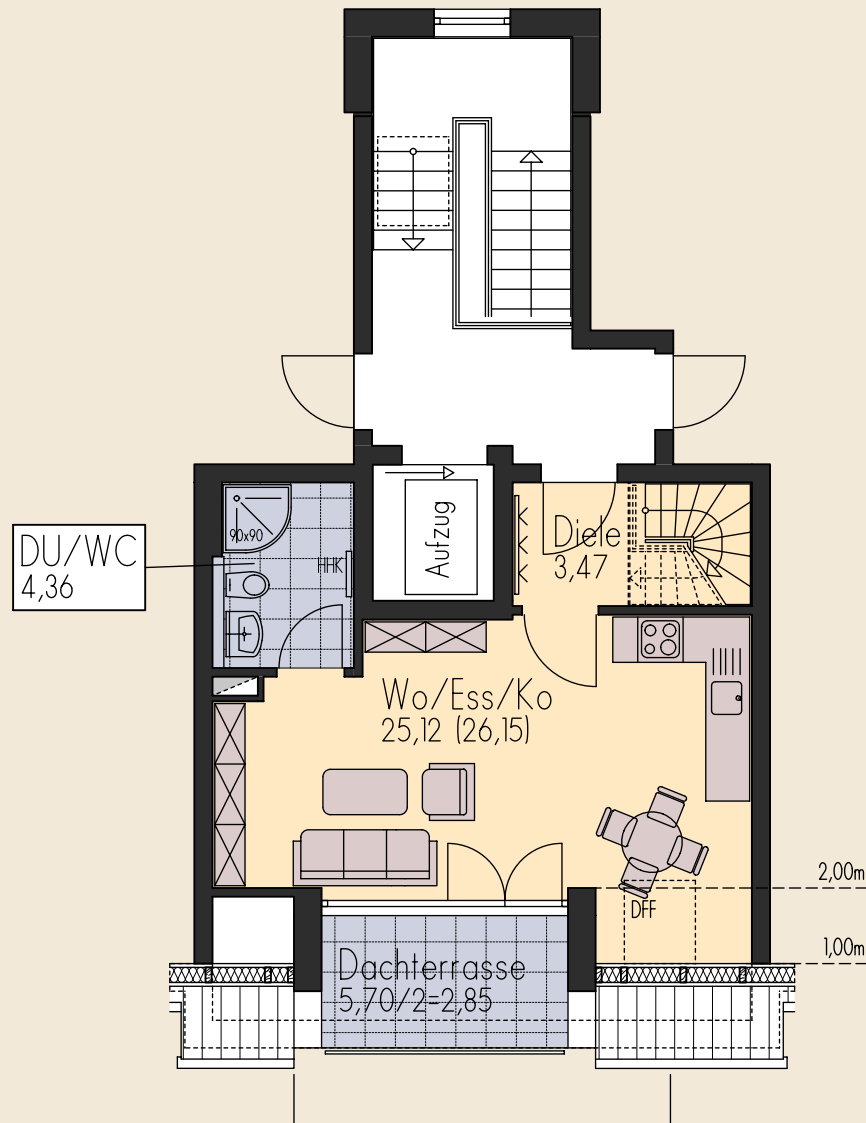 Aufzug
90x90
HHK
DU/WC
4,36
Diele
3,47
Wo/Ess/Ko
25,12 (26,15)
2,00m
DFF
1,00m
Dachterrasse
5,70/2=2,85